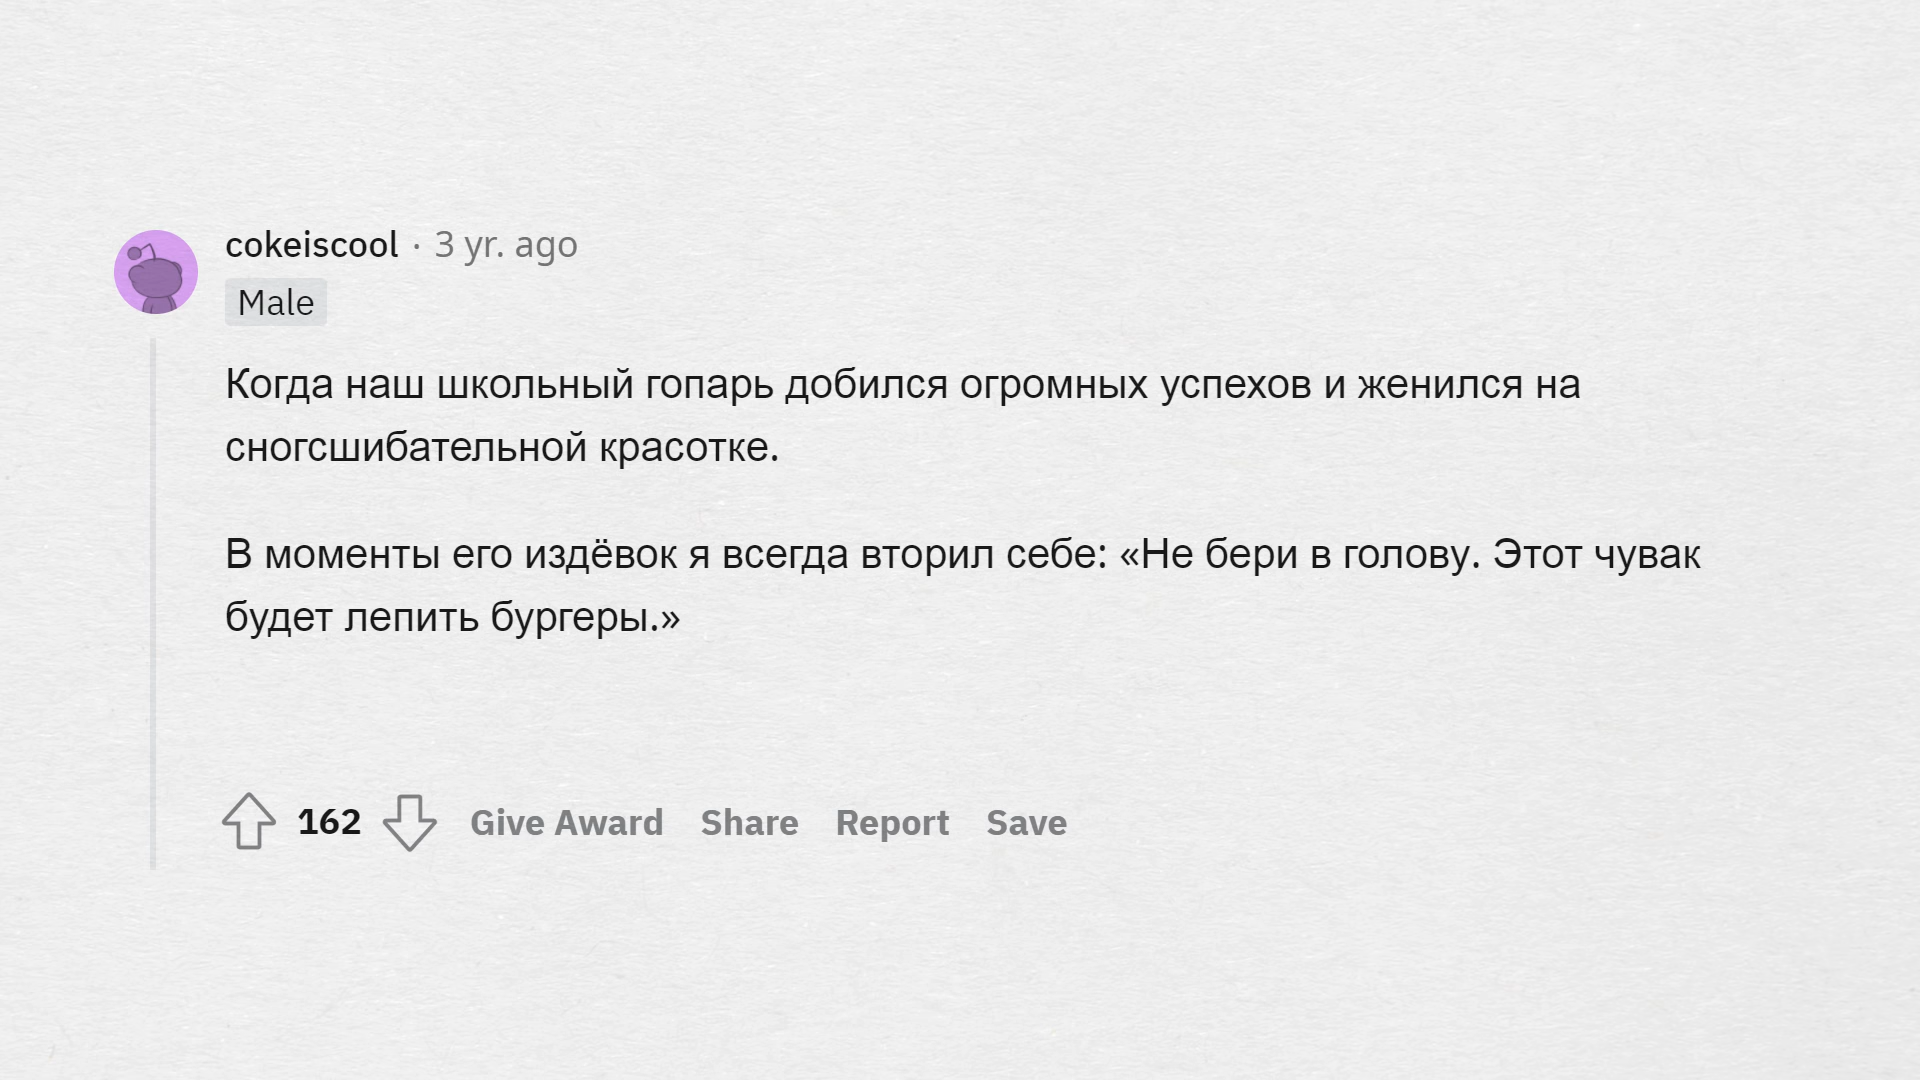 cokeiscool · 3 yr. ago
Male
Когда наш школьный гопарь добился огромных успехов и женился на
сногсшибательной красотке.
В моменты его издёвок я всегда вторил себе: «Не бери в голову. Этот чувак
будет лепить бургеры.»
162 Give Award Share Report Save